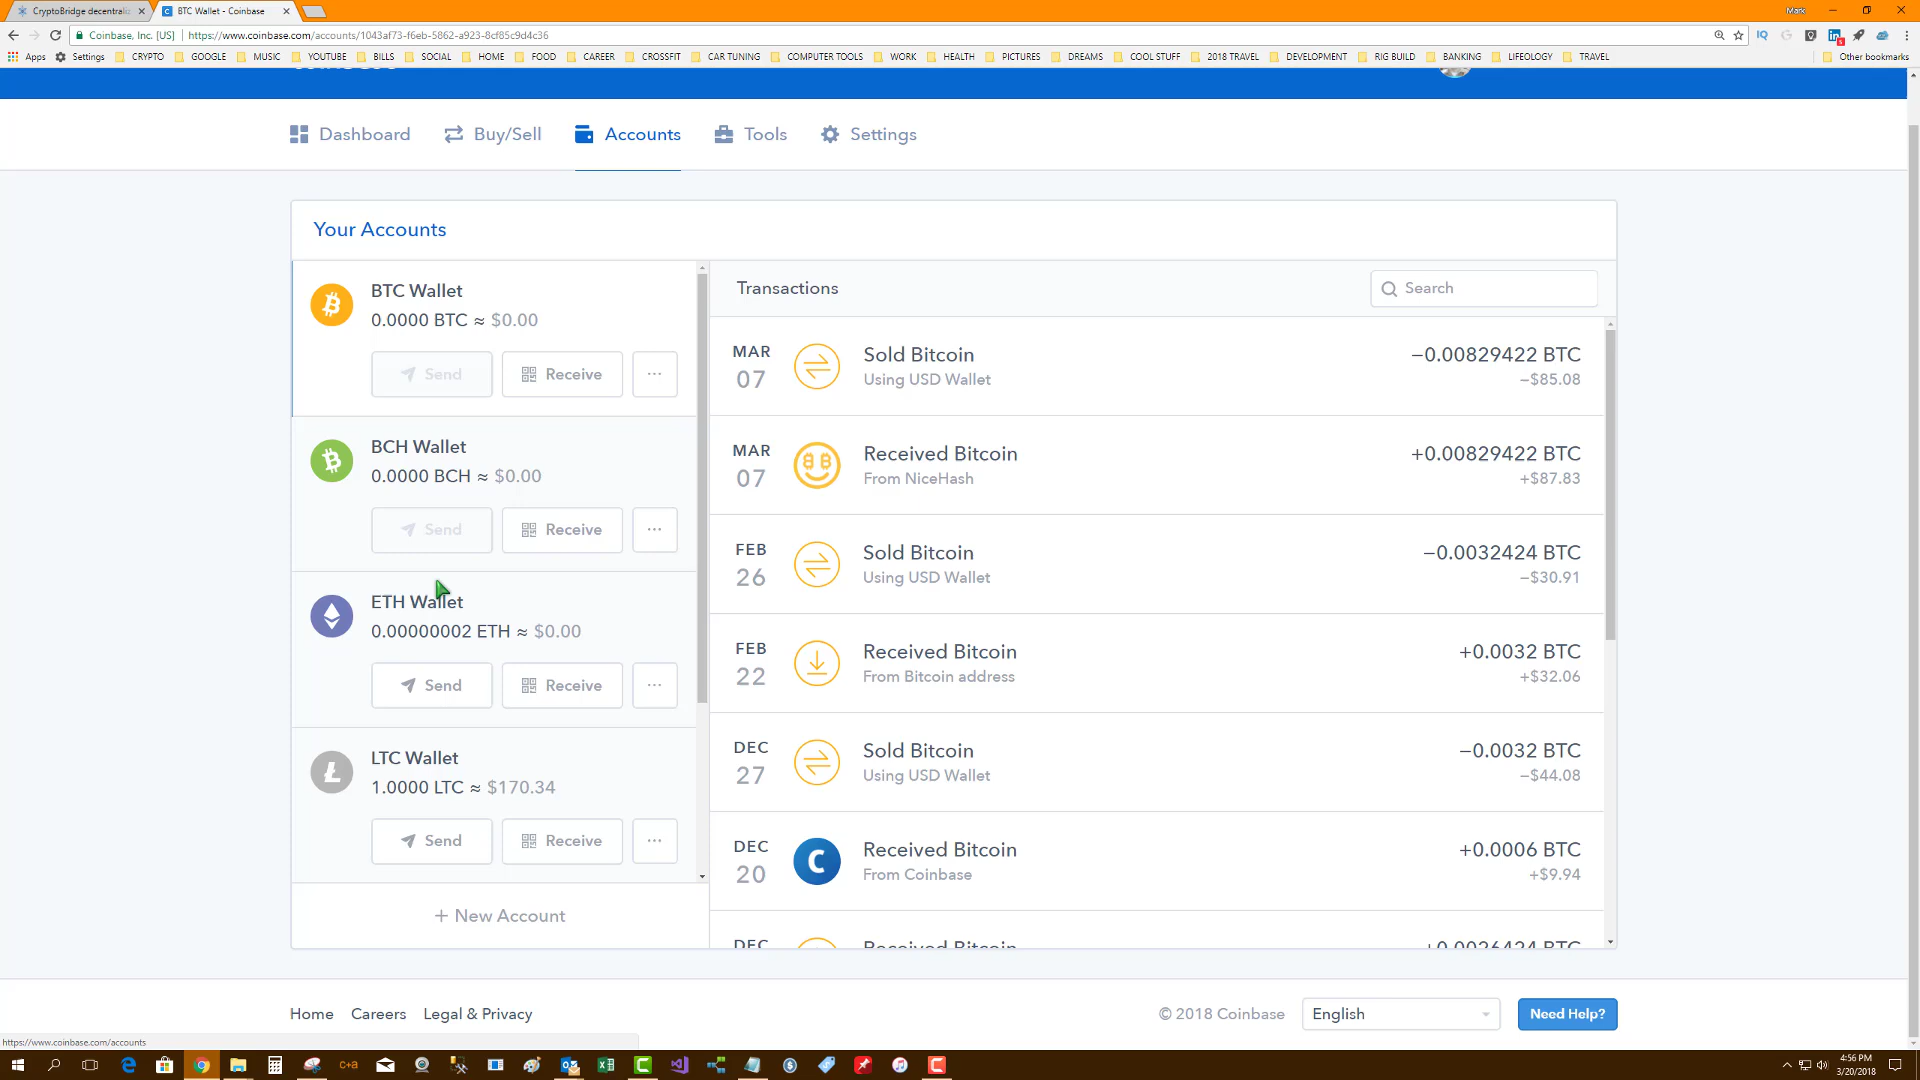 CryptoBridge decentrali
BTC Wallet - Coinbase
Mark
Coinbase, Inc. [US]
https://www.coinbase.com/accounts/1043af73-f6eb-5862-a923-8cf85c9d4c36
Apps Settings CRYPTO GOOGLE MUSIC YOUTUBE BILLS SOCIAL HOME FOOD CAREER CROSSFIT CAR TUNING COMPUTER TOOLS WORK HEALTH PICTURES DREAMS COOL STUFF 2018 TRAVEL DEVELOPMENT RIG BUILD BANKING LIFEOLOGY TRAVEL Other bookmarks
Dashboard Buy/Sell Accounts Tools Settings
Your Accounts
BTC Wallet
0.0000 BTC ≈ $0.00
Send Receive ...
BCH Wallet
0.0000 BCH ≈ $0.00
Send Receive ...
ETH Wallet
0.00000002 ETH ≈ $0.00
Send Receive ...
LTC Wallet
1.0000 LTC ≈ $170.34
Send Receive ...
+ New Account
Transactions
Search
MAR 07
Sold Bitcoin
Using USD Wallet
−0.00829422 BTC
−$85.08
MAR 07
Received Bitcoin
From NiceHash
+0.00829422 BTC
+$87.83
FEB 26
Sold Bitcoin
Using USD Wallet
−0.0032424 BTC
−$30.91
FEB 22
Received Bitcoin
From Bitcoin address
+0.0032 BTC
+$32.06
DEC 27
Sold Bitcoin
Using USD Wallet
−0.0032 BTC
−$44.08
DEC 20
Received Bitcoin
From Coinbase
+0.0006 BTC
+$9.94
DEC
Received Bitcoin
+0.0026424 BTC
Home Careers Legal & Privacy
© 2018 Coinbase
English
Need Help?
https://www.coinbase.com/accounts
4:56 PM
3/20/2018